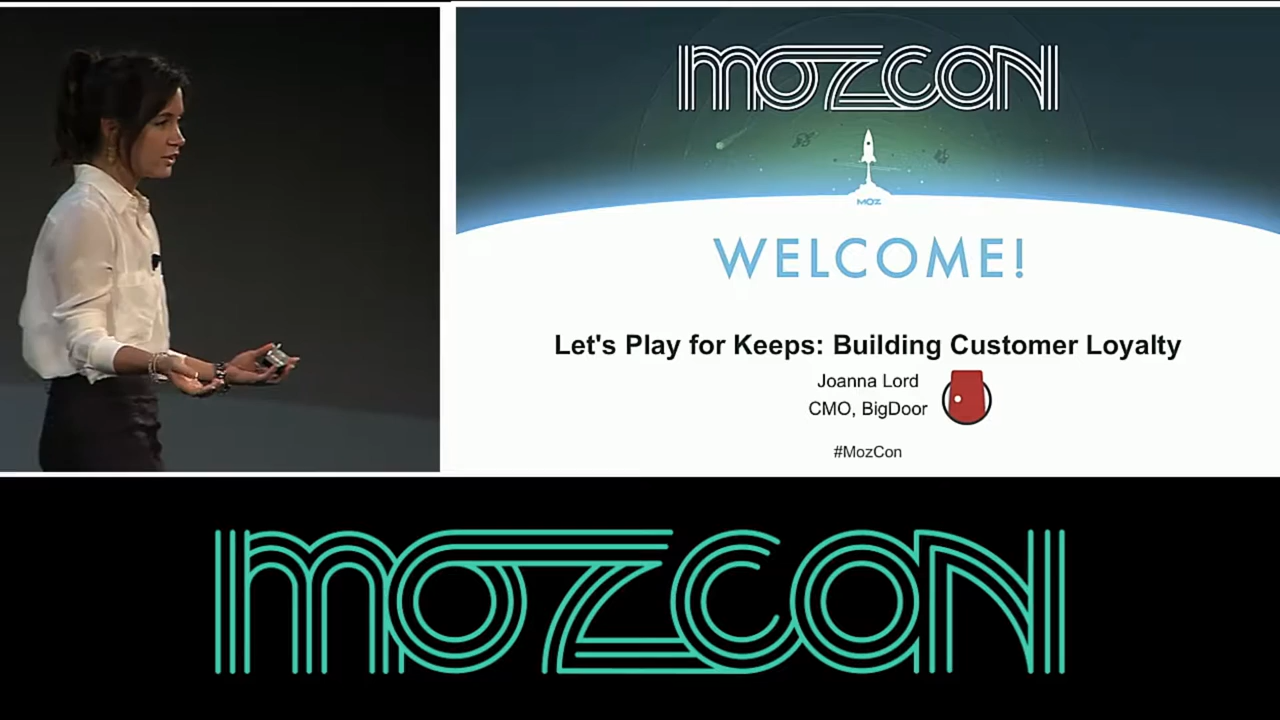 MOZCON
MOZ
WELCOME!
Let's Play for Keeps: Building Customer Loyalty
Joanna Lord
CMO, BigDoor
#MozCon
MOZCON